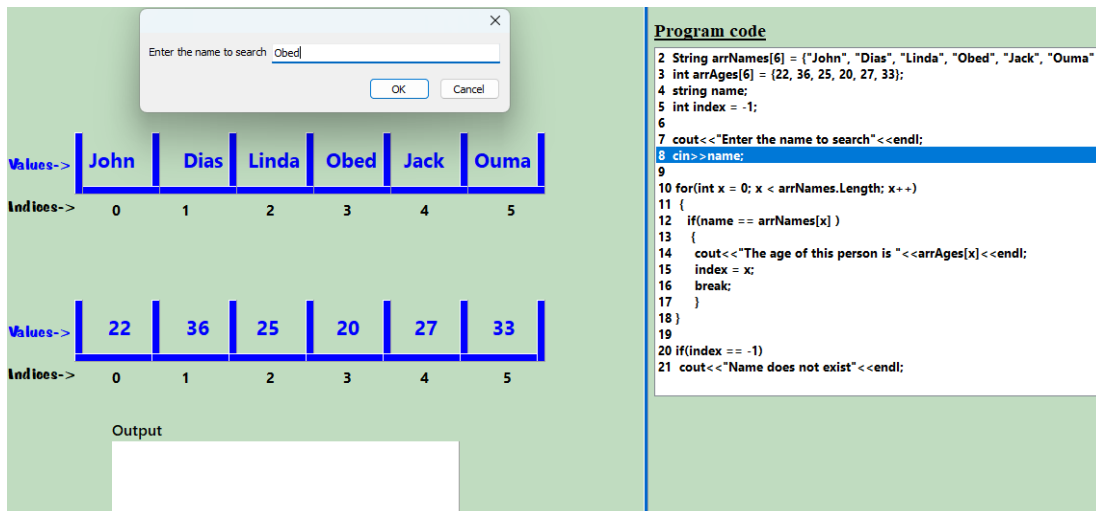 Enter the name to search Obed
OK Cancel
Values-> John Dias Linda Obed Jack Ouma
Indices-> 0 1 2 3 4 5
Values-> 22 36 25 20 27 33
Indices-> 0 1 2 3 4 5
Output
Program code
2 String arrNames[6] = {"John", "Dias", "Linda", "Obed", "Jack", "Ouma"
3 int arrAges[6] = {22, 36, 25, 20, 27, 33};
4 string name;
5 int index = -1;
6
7 cout<<"Enter the name to search"<<endl;
8 cin>>name;
9
10 for(int x = 0; x < arrNames.Length; x++)
11 {
12 if(name == arrNames[x] )
13 {
14 cout<<"The age of this person is "<<arrAges[x]<<endl;
15 index = x;
16 break;
17 }
18 }
19
20 if(index == -1)
21 cout<<"Name does not exist"<<endl;